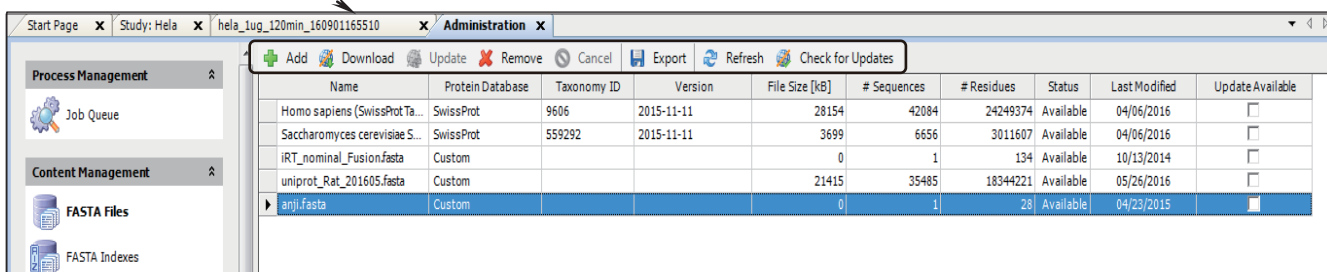 Start Page x Study: Hela x hela_1ug_120min_160901165510 x Administration x
Add Download Update Remove Cancel Export Refresh Check for Updates
Process Management
Job Queue
Content Management
FASTA Files
FASTA Indexes
Name Protein Database Taxonomy ID Version File Size [kB] # Sequences # Residues Status Last Modified Update Available
Homo sapiens (SwissProt Ta... SwissProt 9606 2015-11-11 28154 42084 24249374 Available 04/06/2016
Saccharomyces cerevisiae S... SwissProt 559292 2015-11-11 3699 6656 3011607 Available 04/06/2016
iRT_nominal_Fusion.fasta Custom 0 1 134 Available 10/13/2014
uniprot_Rat_201605.fasta Custom 21415 35485 18344221 Available 05/26/2016
anji.fasta Custom 0 1 28 Available 04/23/2015